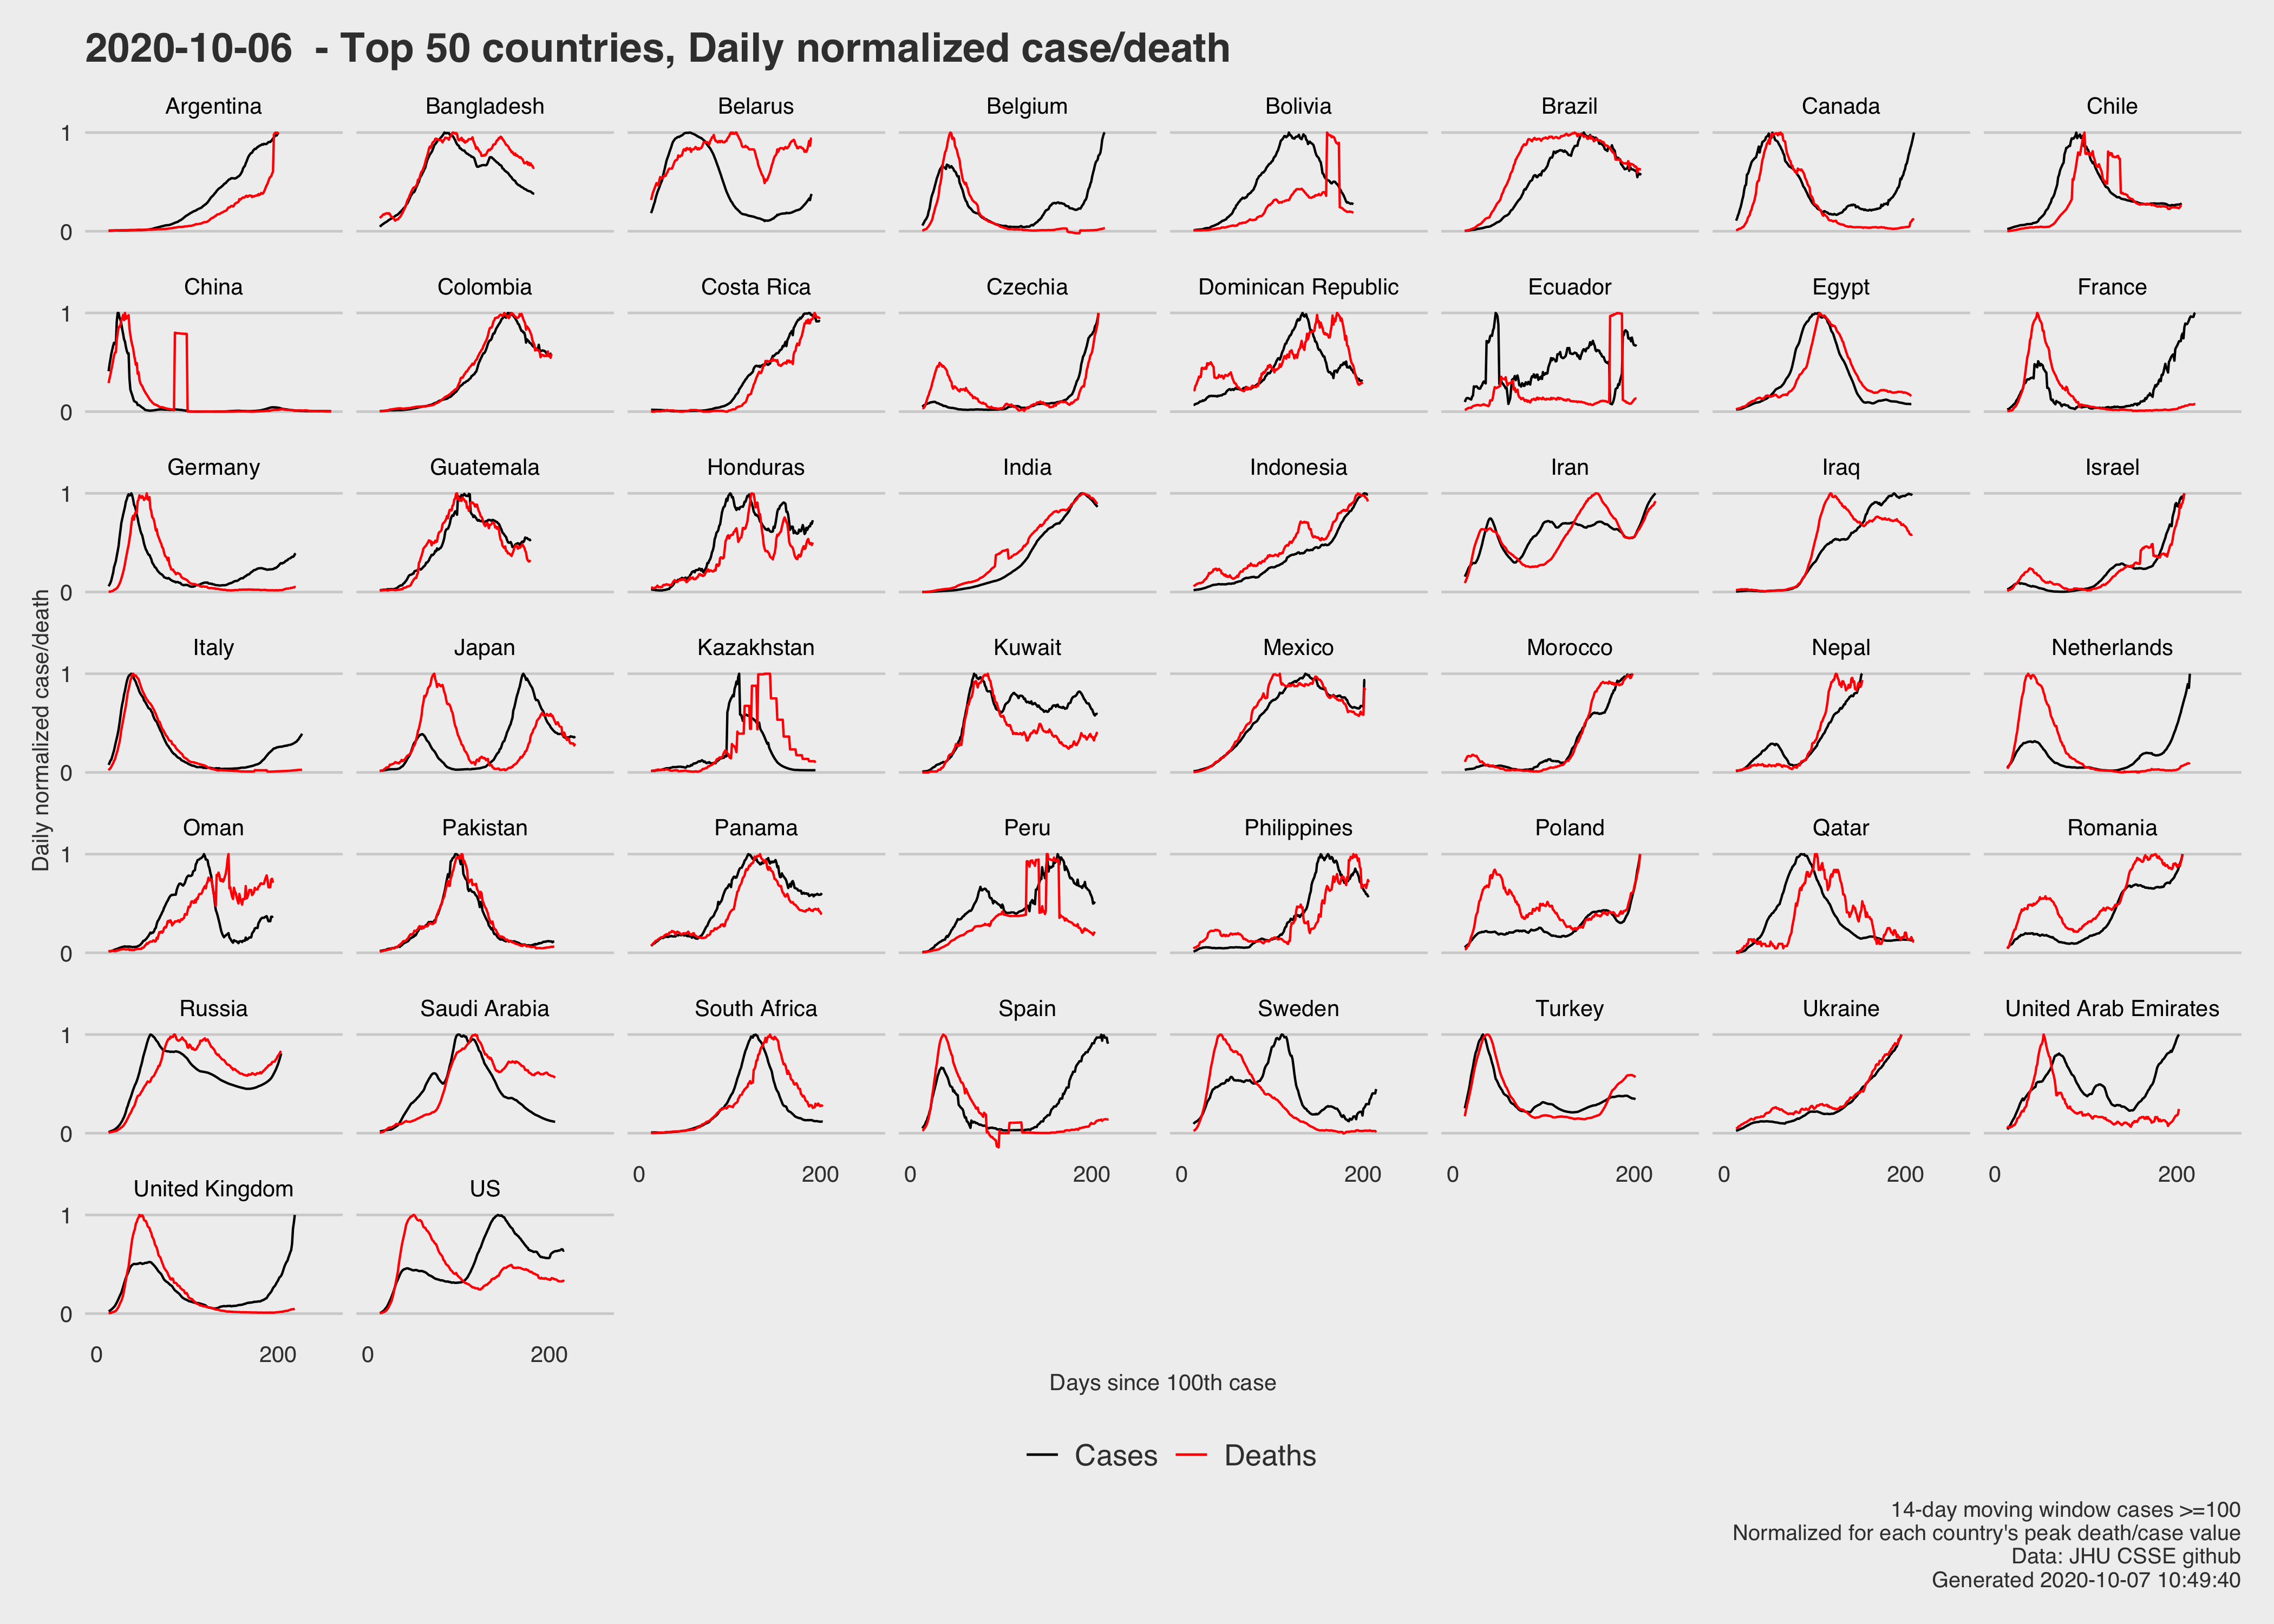 2020-10-06  - Top 50 countries, Daily normalized case/death
Argentina Bangladesh Belarus Belgium Bolivia Brazil Canada Chile
1
0
China Colombia Costa Rica Czechia Dominican Republic Ecuador Egypt France
1
0
Germany Guatemala Honduras India Indonesia Iran Iraq Israel
1
0
Daily normalized case/death
Italy Japan Kazakhstan Kuwait Mexico Morocco Nepal Netherlands
1
0
Oman Pakistan Panama Peru Philippines Poland Qatar Romania
1
0
Russia Saudi Arabia South Africa Spain Sweden Turkey Ukraine United Arab Emirates
1
0
0 200 0 200 0 200 0 200 0 200 0 200
United Kingdom US
1
0
0 200 0 200
Days since 100th case
Cases Deaths
14-day moving window cases >=100
Normalized for each country's peak death/case value
Data: JHU CSSE github
Generated 2020-10-07 10:49:40